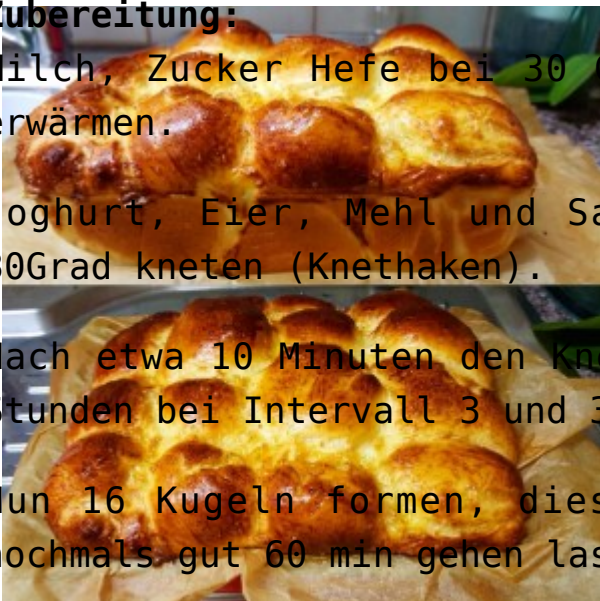 Zubereitung:
Milch, Zucker Hefe bei 30
erwärmen.
Joghurt, Eier, Mehl und
30Grad kneten (Knethaken).
Nach etwa 10 Minuten den
Stunden bei Intervall 3 und
Nun 16 Kugeln formen,
nochmals gut 60 min gehen